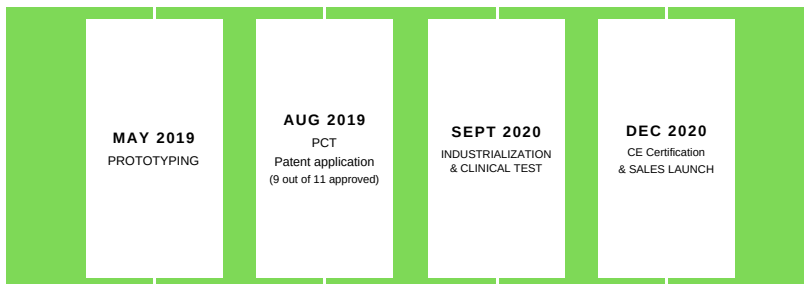 MAY 2019
PROTOTYPING
AUG 2019
PCT
Patent application
(9 out of 11 approved)
SEPT 2020
INDUSTRIALIZATION
& CLINICAL TEST
DEC 2020
CE Certification
& SALES LAUNCH